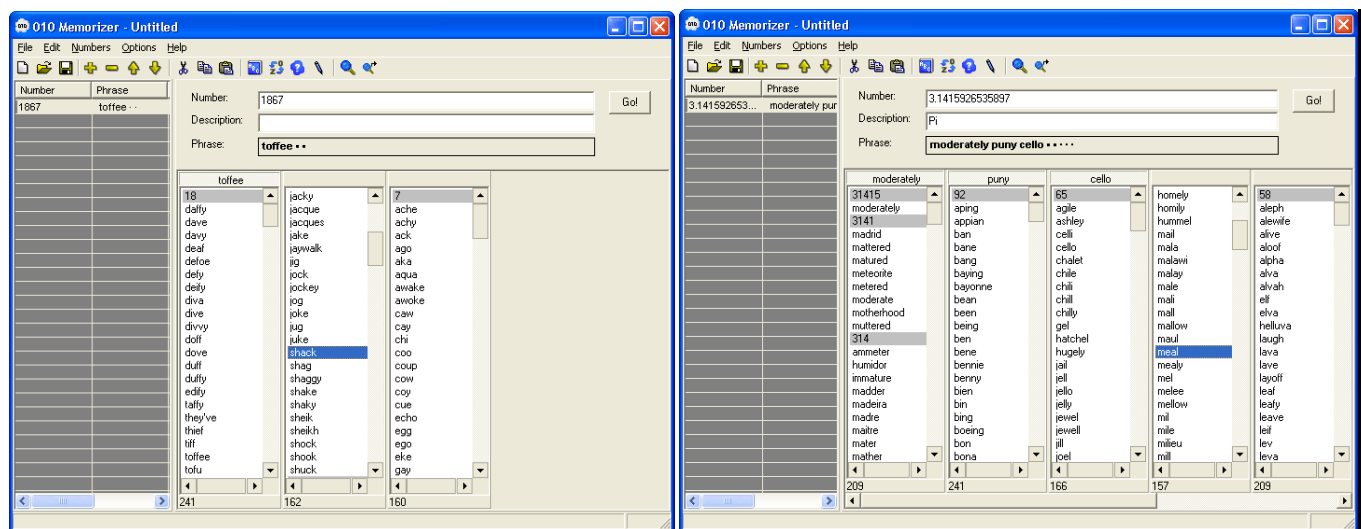 010 Memorizer - Untitled
File Edit Numbers Options Help
Number Phrase
1867 toffee · ·
Number: 1867
Go!
Description:
Phrase: toffee ▪ ▪
toffee
18
daffy
dave
davy
deaf
defoe
defy
deify
diva
dive
divvy
doff
dove
duff
duffy
edify
taffy
they've
thief
tiff
toffee
tofu
241
jacky
jacque
jacques
jake
jaywalk
jig
jock
jockey
jog
joke
jug
juke
shack
shag
shaggy
shake
shaky
sheik
sheikh
shock
shook
shuck
162
7
ache
achy
ack
ago
aka
aqua
awake
awoke
caw
cay
chi
coo
coup
cow
coy
cue
echo
egg
ego
eke
gay
160
010 Memorizer - Untitled
File Edit Numbers Options Help
Number Phrase
3.141592653... moderately pur
Number: 3.1415926535897
Go!
Description: Pi
Phrase: moderately puny cello ▪ ▪ ▪ ▪ ▪
moderately
31415
moderately
3141
madrid
mattered
matured
meteorite
metered
moderate
motherhood
muttered
314
ammeter
humidor
immature
madder
madeira
madre
maitre
mater
mather
209
puny
92
aping
appian
ban
bane
bang
baying
bayonne
bean
been
being
ben
bene
bennie
benny
bien
bin
bing
boeing
bon
bona
241
cello
65
agile
ashley
celli
cello
chalet
chile
chili
chill
chilly
gel
hatchel
hugely
jail
jell
jello
jelly
jewel
jewell
jill
joel
166
homely
homily
hummel
mail
mala
malawi
malay
male
mali
mall
mallow
maul
meal
mealy
mel
melee
mellow
mil
mile
milieu
mill
157
58
aleph
alewife
alive
aloof
alpha
alva
alvah
elf
elva
helluva
laugh
lava
lave
layoff
leaf
leafy
leave
leif
lev
leva
209